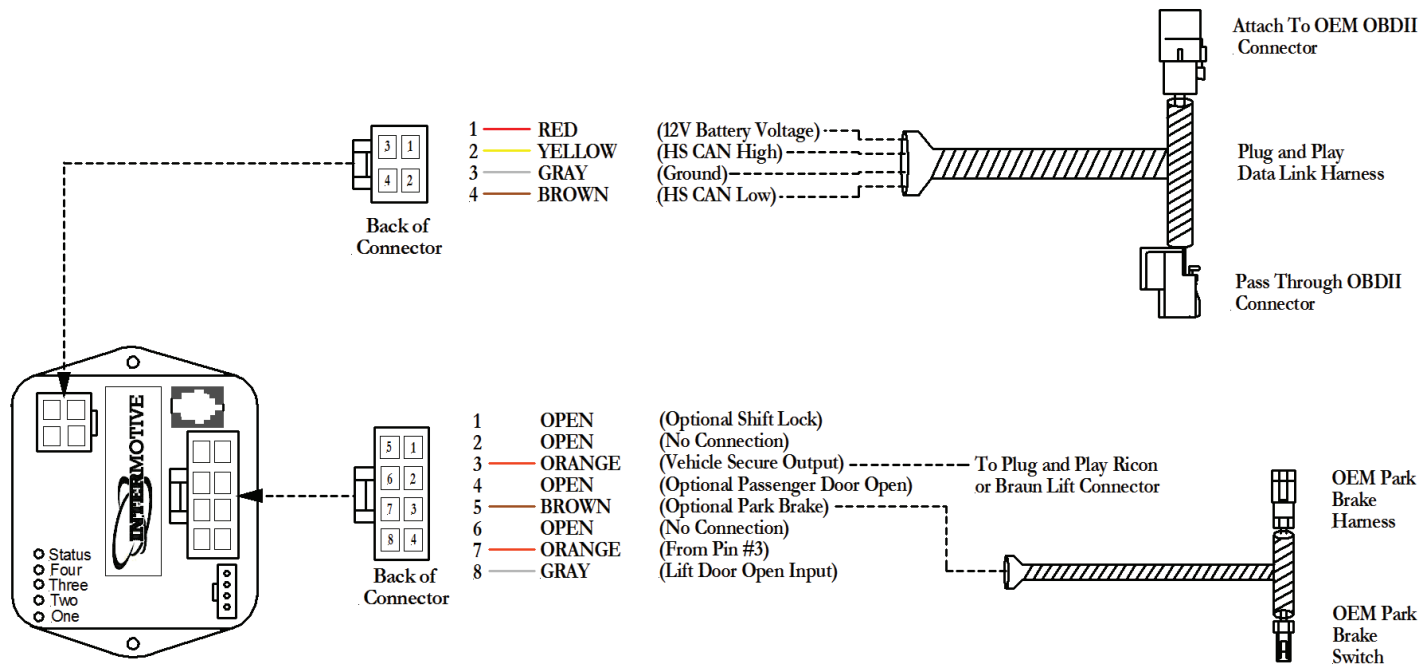 Attach To OEM OBDII
Connector
1 RED (12V Battery Voltage)
2 YELLOW (HS CAN High)
3 GRAY (Ground)
4 BROWN (HS CAN Low)
3 1
4 2
Back of
Connector
Plug and Play
Data Link Harness
Pass Through OBDII
Connector
INTERMOTIVE
Status
Four
Three
Two
One
5 1
6 2
7 3
8 4
Back of
Connector
1 OPEN (Optional Shift Lock)
2 OPEN (No Connection)
3 ORANGE (Vehicle Secure Output)
4 OPEN (Optional Passenger Door Open)
5 BROWN (Optional Park Brake)
6 OPEN (No Connection)
7 ORANGE (From Pin #3)
8 GRAY (Lift Door Open Input)
To Plug and Play Ricon
or Braun Lift Connector
OEM Park
Brake
Harness
OEM Park
Brake
Switch